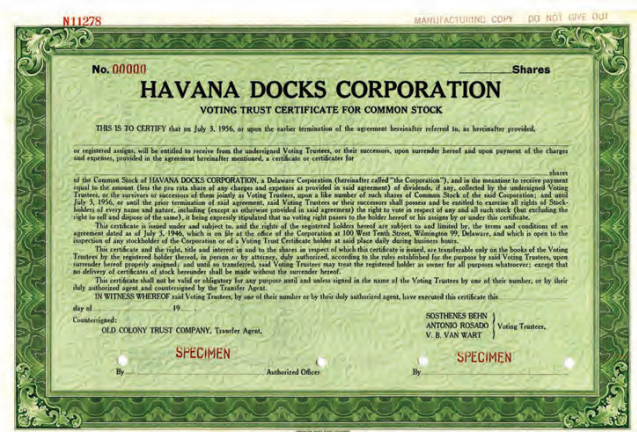 N11278
MANUFACTURING COPY DO NOT GIVE OUT
No. 00000
Shares
HAVANA DOCKS CORPORATION
VOTING TRUST CERTIFICATE FOR COMMON STOCK
THIS IS TO CERTIFY that on July 3, 1956, or upon the earlier termination of the agreement hereinafter referred to, as hereinafter provided,
or registered assigns, will be entitled to receive from the undersigned Voting Trustees, or their successors, upon surrender hereof and upon payment of the charges
and expenses, provided in the agreement hereinafter mentioned, a certificate or certificates for
shares
of the Common Stock of HAVANA DOCKS CORPORATION, a Delaware Corporation (hereinafter called "the Corporation"), and in the meantime to receive payment
equal to the amount (less the pro rata share of any charges and expenses as provided in said agreement) of dividends, if any, collected by the undersigned Voting
Trustees, or the survivors or successors of them jointly as Voting Trustees, upon a like number of such shares of Common Stock of the said Corporation; and until
July 3, 1956, or until the prior termination of said agreement, said Voting Trustees or their successors shall possess and be entitled to exercise all rights of Stock-
holders of every name and nature, including (except as otherwise provided in said agreement) the right to vote in respect of any and all such stock (but excluding the
right to sell and dispose of the same), it being expressly stipulated that no voting right passes to the holder hereof or his assigns by or under this certificate.
This certificate is issued under and subject to, and the rights of the registered holders hereof are subject to and limited by, the terms and conditions of an
agreement dated as of July 3, 1946, which is on file at the office of the Corporation at 100 West Tenth Street, Wilmington 99, Delaware, and which is open to the
inspection of any stockholder of the Corporation or of a Voting Trust Certificate holder at said place daily during business hours.
This certificate and the right, title and interest in and to the shares in respect of which this certificate is issued, are transferable only on the books of the Voting
Trustees by the registered holder thereof, in person or by attorney, duly authorized, according to the rules established for the purpose by said Voting Trustees, upon
surrender hereof properly assigned; and until so transferred, said Voting Trustees may treat the registered holder as owner for all purposes whatsoever; except that
no delivery of certificates of stock hereunder shall be made without the surrender hereof.
This certificate shall not be valid or obligatory for any purpose until and unless signed in the name of the Voting Trustees by one of their number, or by their
duly authorized agent and countersigned by the Transfer Agent.
IN WITNESS WHEREOF said Voting Trustees, by one of their number or by their duly authorized agent, have executed this certificate this
day of 19
Countersigned:
OLD COLONY TRUST COMPANY, Transfer Agent,
SOSTHENES BEHN
ANTONIO ROSADO Voting Trustees,
V. B. VAN WART
SPECIMEN
SPECIMEN
By Authorized Officer
By